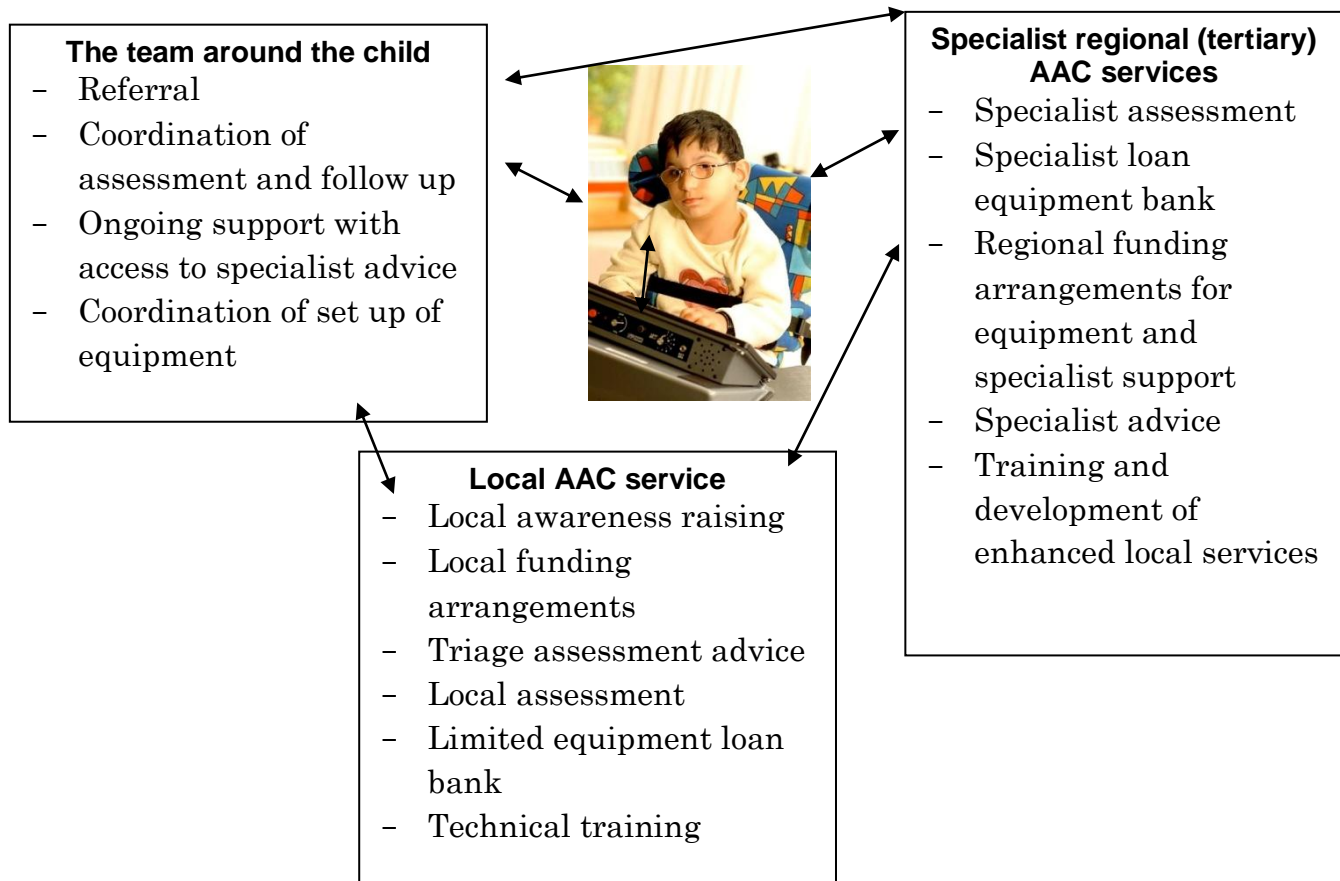 The team around the child
- Referral
- Coordination of
assessment and follow up
- Ongoing support with
access to specialist advice
- Coordination of set up of
equipment
Specialist regional (tertiary)
AAC services
- Specialist assessment
- Specialist loan
equipment bank
- Regional funding
arrangements for
equipment and
specialist support
- Specialist advice
- Training and
development of
enhanced local services
Local AAC service
- Local awareness raising
- Local funding
arrangements
- Triage assessment advice
- Local assessment
- Limited equipment loan
bank
- Technical training